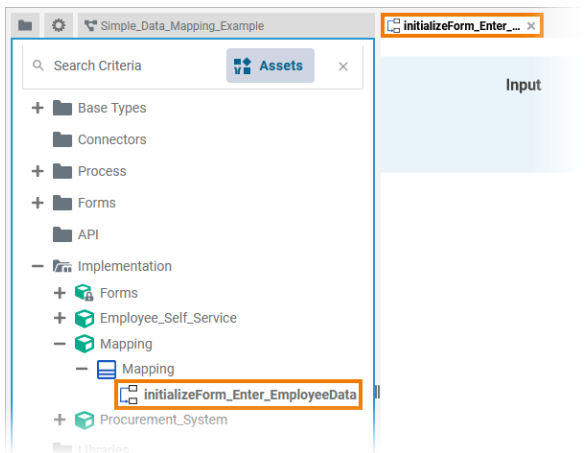 Simple_Data_Mapping_Example
initializeForm_Enter_... ×
Search Criteria
Assets
×
Input
+ Base Types
Connectors
+ Process
+ Forms
API
− Implementation
+ Forms
+ Employee_Self_Service
− Mapping
− Mapping
initializeForm_Enter_EmployeeData
+ Procurement_System
Libraries